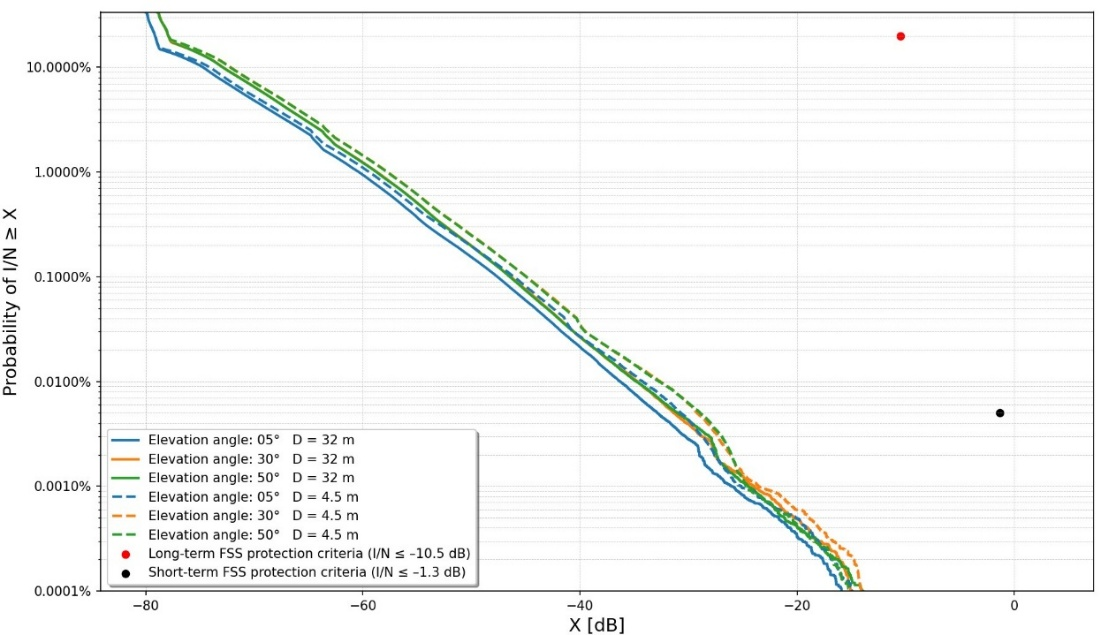 Probability of I/N ≥ X
10.0000%
1.0000%
0.1000%
0.0100%
0.0010%
0.0001%
Elevation angle: 05° D = 32 m
Elevation angle: 30° D = 32 m
Elevation angle: 50° D = 32 m
Elevation angle: 05° D = 4.5 m
Elevation angle: 30° D = 4.5 m
Elevation angle: 50° D = 4.5 m
Long-term FSS protection criteria (I/N ≤ –10.5 dB)
Short-term FSS protection criteria (I/N ≤ –1.3 dB)
−80 −60 −40 −20 0
X [dB]